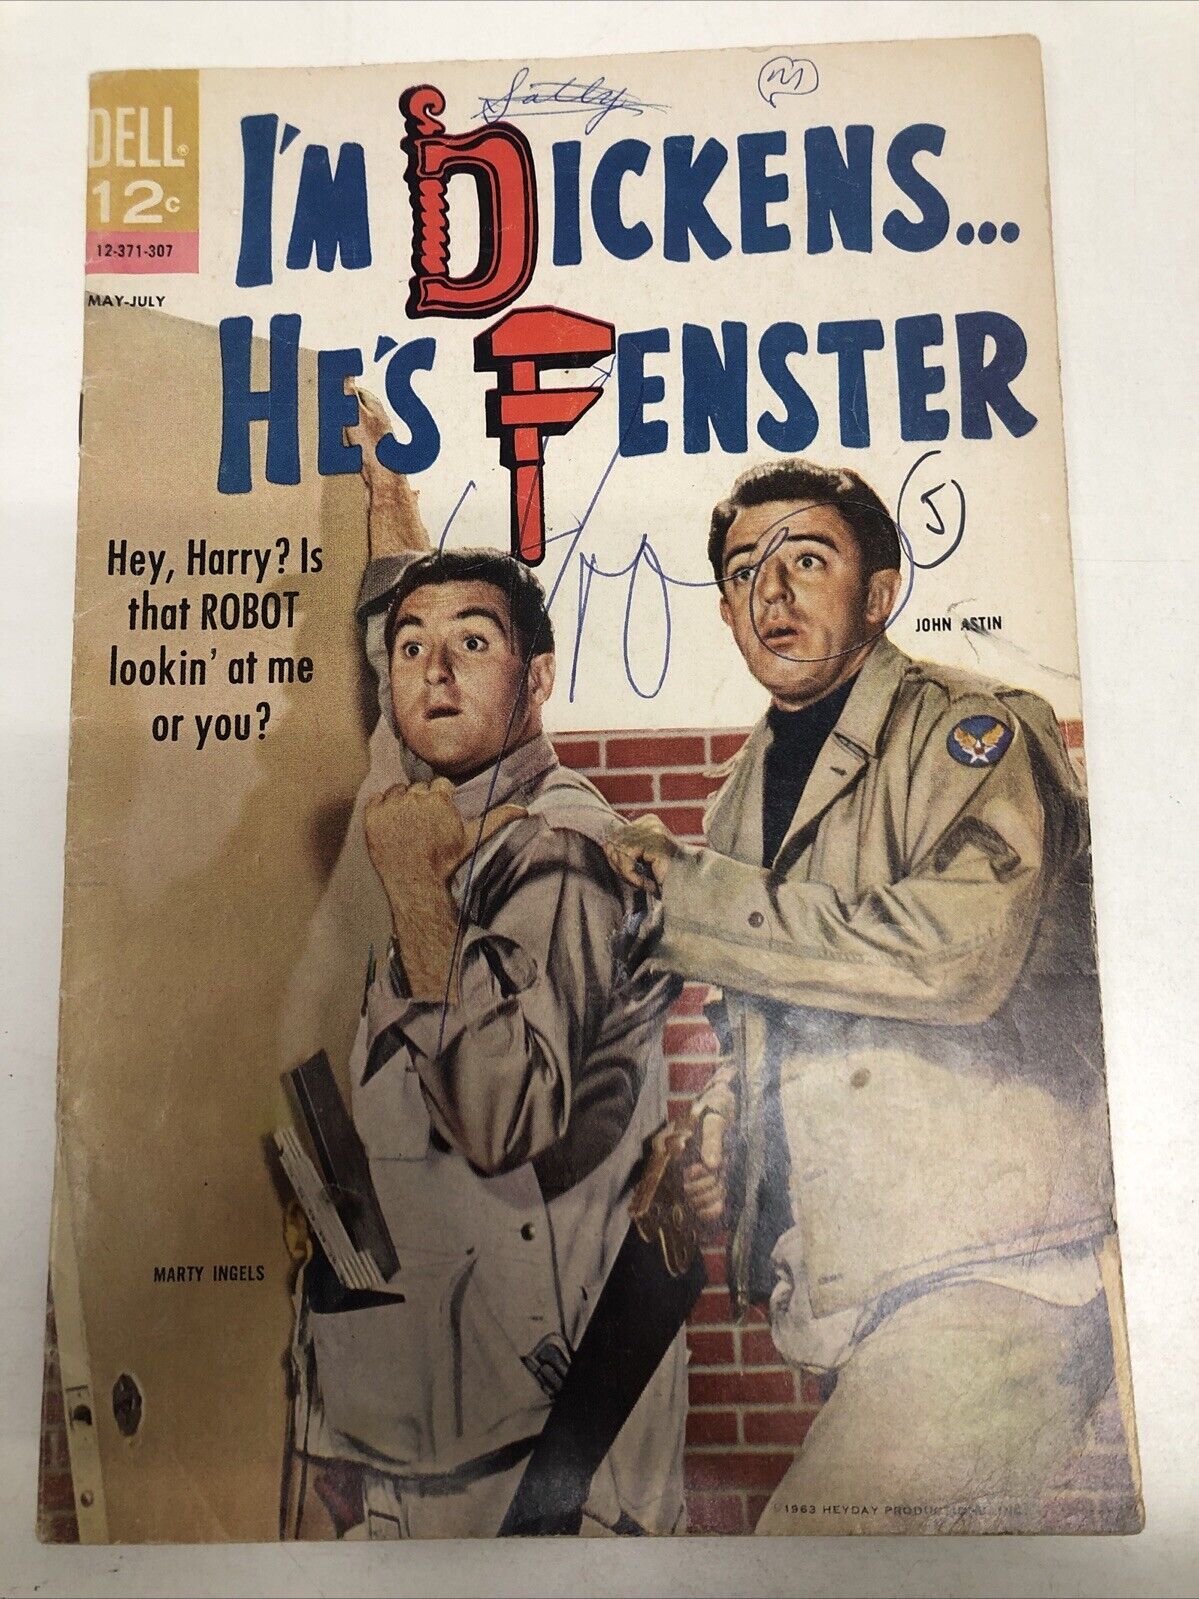 DELL®
12c
12-371-307
MAY-JULY
Sally
m
I'M DICKENS...
HE'S FENSTER
Hey, Harry? Is
that ROBOT
lookin' at me
or you?
J
JOHN ASTIN
MARTY INGELS
©1963 HEYDAY PRODUCTIONS, INC.